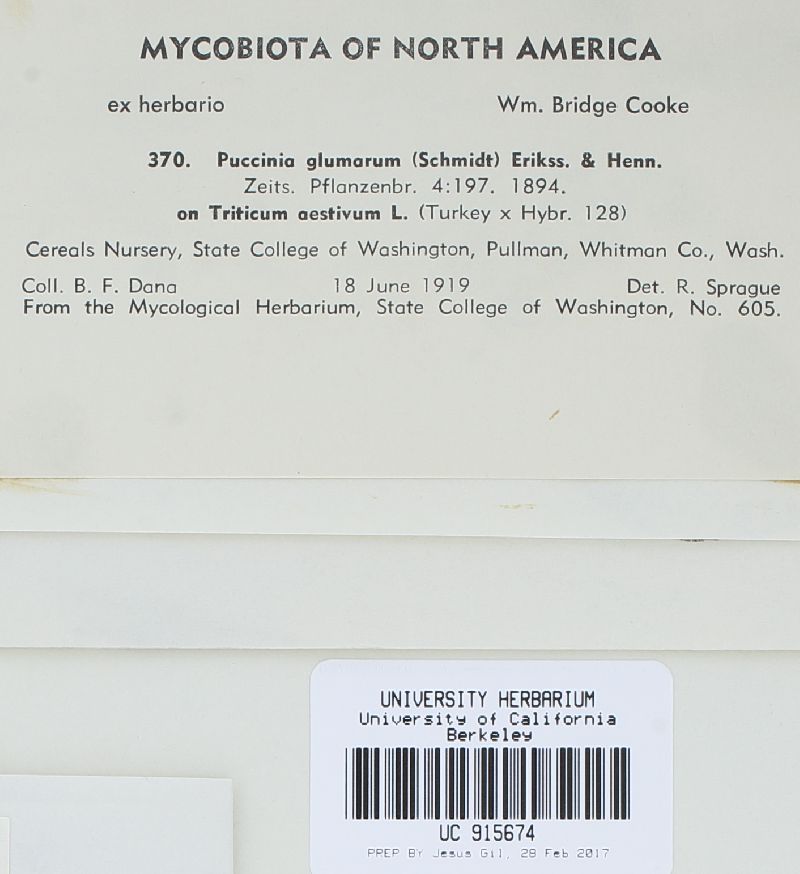 MYCOBIOTA OF NORTH AMERICA
ex herbario Wm. Bridge Cooke
370. Puccinia glumarum (Schmidt) Erikss. & Henn.
Zeits. Pflanzenbr. 4:197. 1894.
on Triticum aestivum L. (Turkey x Hybr. 128)
Cereals Nursery, State College of Washington, Pullman, Whitman Co., Wash.
Coll. B. F. Dana 18 June 1919 Det. R. Sprague
From the Mycological Herbarium, State College of Washington, No. 605.
UNIVERSITY HERBARIUM
University of California
Berkeley
UC 915674
PREP BY Jesus Gil, 28 Feb 2017